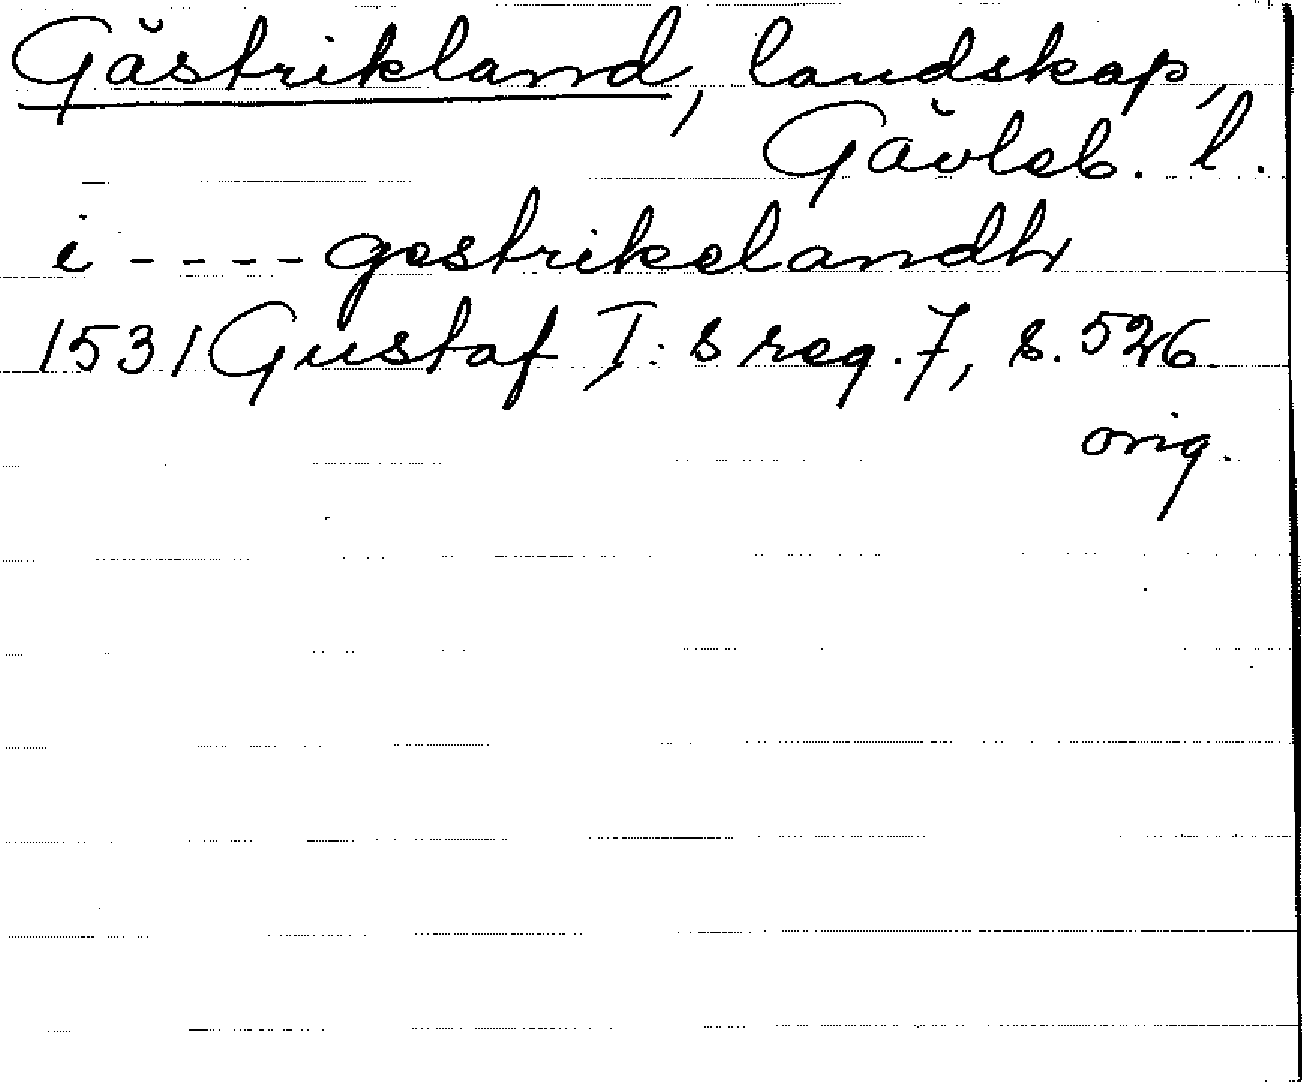 Gästrikland, landskap,
Gävleb. l.
i - - - - gestrikelandh
1531 Gustaf I:s reg. 7, s. 526.
orig.